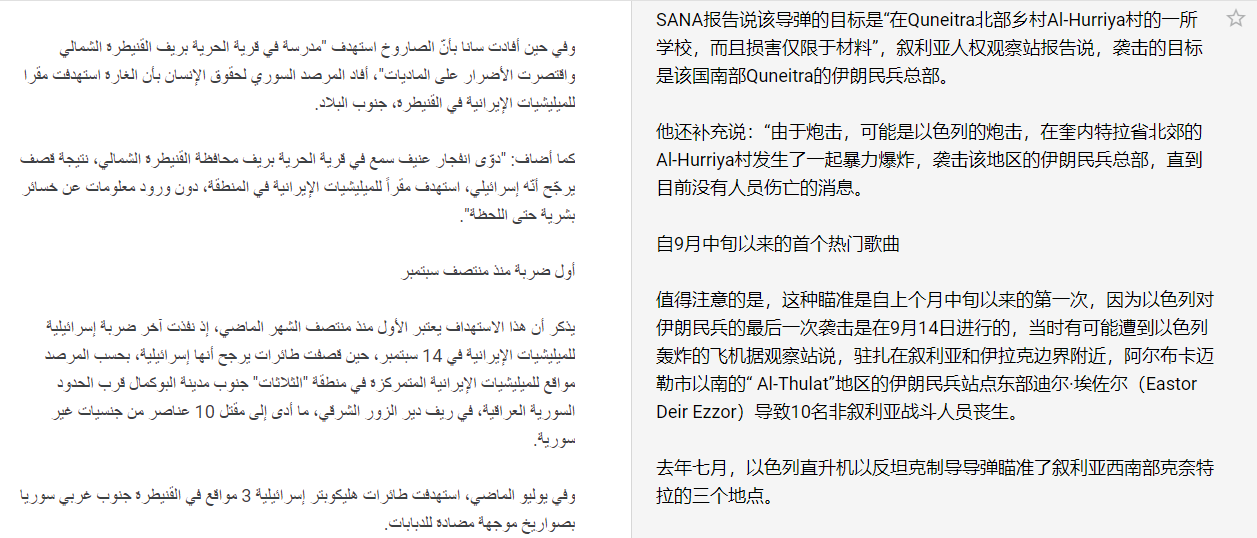 وفي حين أفادت سانا بأنّ الصاروخ استهدف "مدرسة في قرية الحرية بريف القنيطرة الشمالي
واقتصرت الأضرار على الماديات"، أفاد المرصد السوري لحقوق الإنسان بأن الغارة استهدفت مقرا
للميليشيات الإيرانية في القنيطرة، جنوب البلاد.
كما أضاف: "دوّى انفجار عنيف سمع في قرية الحرية بريف محافظة القنيطرة الشمالي، نتيجة قصف
يرجّح أنّه إسرائيلي، استهدف مقراً للميليشيات الإيرانية في المنطقة، دون ورود معلومات عن خسائر
بشرية حتى اللحظة".
أول ضربة منذ منتصف سبتمبر
يذكر أن هذا الاستهداف يعتبر الأول منذ منتصف الشهر الماضي، إذ نفذت آخر ضربة إسرائيلية
للميليشيات الإيرانية في 14 سبتمبر، حين قصفت طائرات يرجح أنها إسرائيلية، بحسب المرصد
مواقع للميليشيات الإيرانية المتمركزة في منطقة "الثلاثات" جنوب مدينة البوكمال قرب الحدود
السورية العراقية، في ريف دير الزور الشرقي، ما أدى إلى مقتل 10 عناصر من جنسيات غير
سورية.
وفي يوليو الماضي، استهدفت طائرات هليكوبتر إسرائيلية 3 مواقع في القنيطرة جنوب غربي سوريا
بصواريخ موجهة مضادة للدبابات.
SANA报告说该导弹的目标是“在Quneitra北部乡村Al-Hurriya村的一所
学校，而且损害仅限于材料”，叙利亚人权观察站报告说，袭击的目标
是该国南部Quneitra的伊朗民兵总部。
他还补充说：“由于炮击，可能是以色列的炮击，在奎内特拉省北郊的
Al-Hurriya村发生了一起暴力爆炸，袭击该地区的伊朗民兵总部，直到
目前没有人员伤亡的消息。
自9月中旬以来的首个热门歌曲
值得注意的是，这种瞄准是自上个月中旬以来的第一次，因为以色列对
伊朗民兵的最后一次袭击是在9月14日进行的，当时有可能遭到以色列
轰炸的飞机据观察站说，驻扎在叙利亚和伊拉克边界附近，阿尔布卡迈
勒市以南的“ Al-Thulat”地区的伊朗民兵站点东部迪尔·埃佐尔（Eastor
Deir Ezzor）导致10名非叙利亚战斗人员丧生。
去年七月，以色列直升机以反坦克制导导弹瞄准了叙利亚西南部克奈特
拉的三个地点。